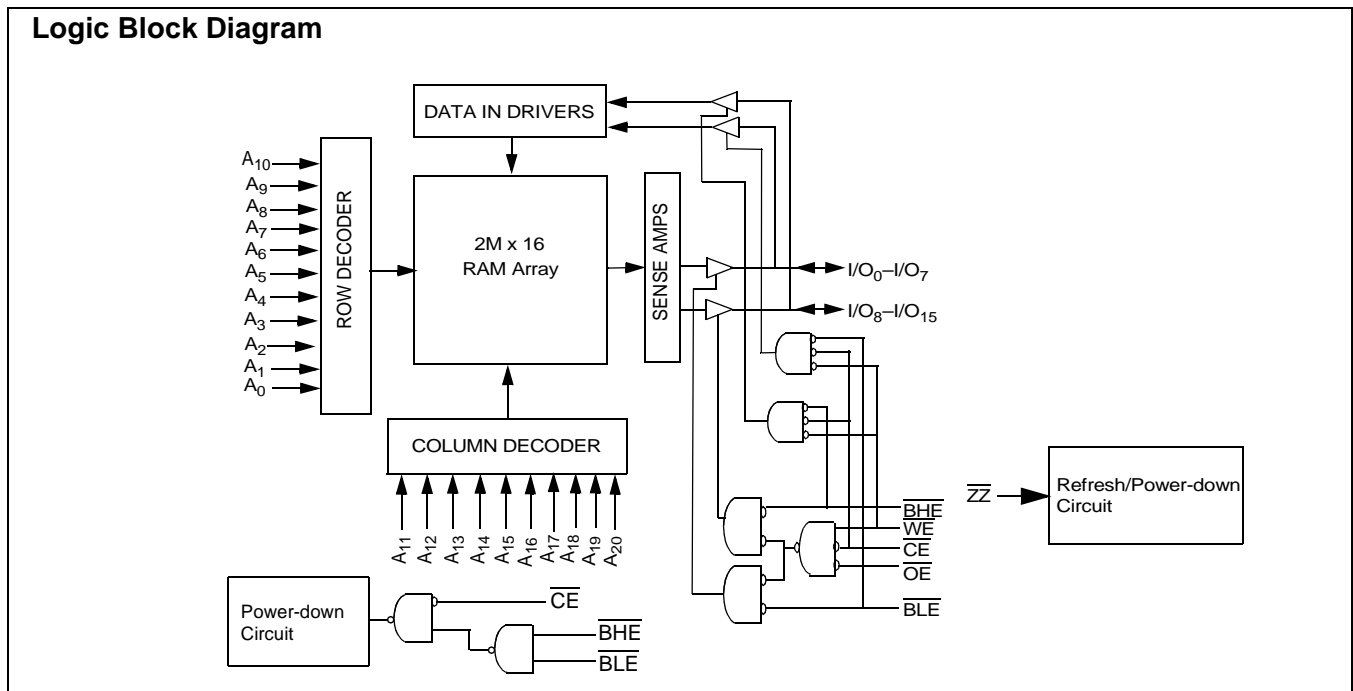 Logic Block Diagram
DATA IN DRIVERS
A10
A9
A8
A7
A6
A5
A4
A3
A2
A1
A0
ROW DECODER
2M x 16
RAM Array
SENSE AMPS
I/O0–I/O7
I/O8–I/O15
COLUMN DECODER
A11
A12
A13
A14
A15
A16
A17
A18
A19
A20
BHE
WE
CE
OE
BLE
ZZ
Refresh/Power-down
Circuit
Power-down
Circuit
CE
BHE
BLE